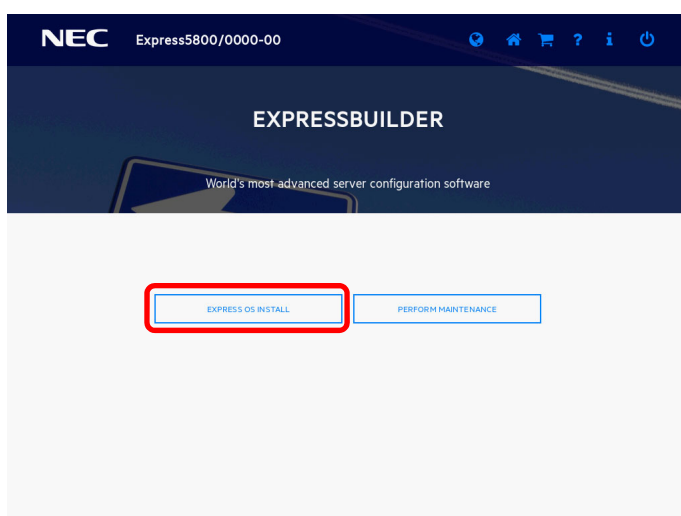 NEC Express5800/0000-00 ? i
EXPRESSBUILDER
World's most advanced server configuration software
EXPRESS OS INSTALL PERFORM MAINTENANCE